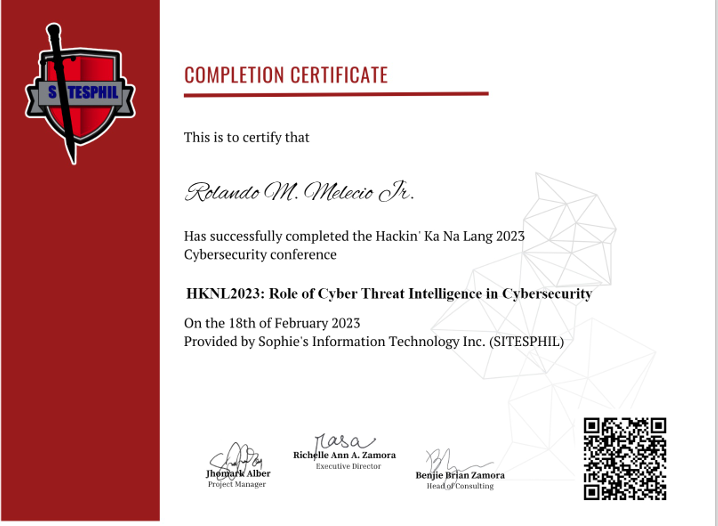 SITESPHIL
COMPLETION CERTIFICATE
This is to certify that
Rolando M. Melecio Jr.
Has successfully completed the Hackin' Ka Na Lang 2023
Cybersecurity conference
HKNL2023: Role of Cyber Threat Intelligence in Cybersecurity
On the 18th of February 2023
Provided by Sophie's Information Technology Inc. (SITESPHIL)
Jhomark Alber
Project Manager
Richelle Ann A. Zamora
Executive Director
Benjie Brian Zamora
Head of Consulting